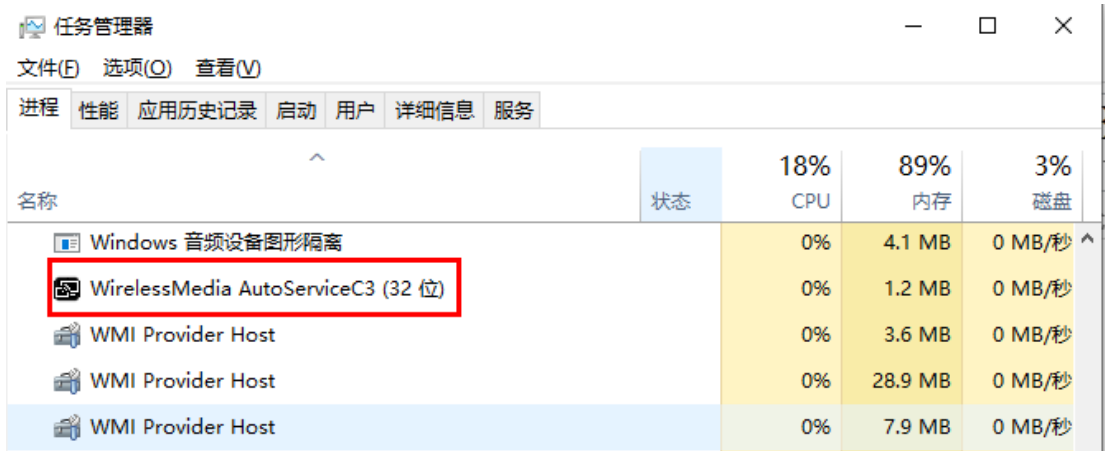 任务管理器
文件(F) 选项(O) 查看(V)
进程 性能 应用历史记录 启动 用户 详细信息 服务
18% 89% 3%
名称 状态 CPU 内存 磁盘
Windows 音频设备图形隔离 0% 4.1 MB 0 MB/秒
WirelessMedia AutoServiceC3 (32 位) 0% 1.2 MB 0 MB/秒
WMI Provider Host 0% 3.6 MB 0 MB/秒
WMI Provider Host 0% 28.9 MB 0 MB/秒
WMI Provider Host 0% 7.9 MB 0 MB/秒